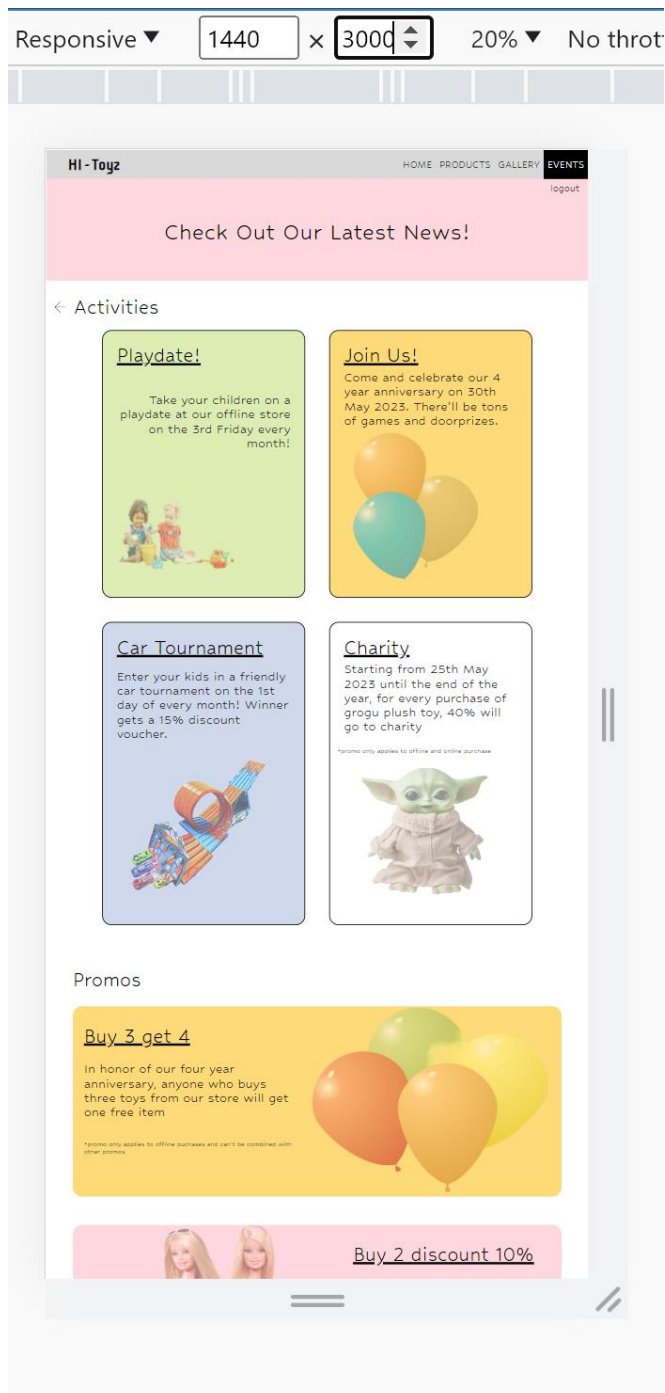 Responsive ▼ 1440 × 3000 20% ▼ No thrott
HI-Toyz HOME PRODUCTS GALLERY EVENTS
logout
Check Out Our Latest News!
← Activities
Playdate!
Take your children on a
playdate at our offline store
on the 3rd Friday every
month!
Join Us!
Come and celebrate our 4
year anniversary on 30th
May 2023. There'll be tons
of games and doorprizes.
Car Tournament
Enter your kids in a friendly
car tournament on the 1st
day of every month! Winner
gets a 15% discount
voucher.
Charity
Starting from 25th May
2023 until the end of the
year, for every purchase of
grogu plush toy, 40% will
go to charity
*promo only applies to offline and online purchase
Promos
Buy 3 get 4
In honor of our four year
anniversary, anyone who buys
three toys from our store will get
one free item
*promo only applies to offline puchases and can't be combined with
other promos
Buy 2 discount 10%